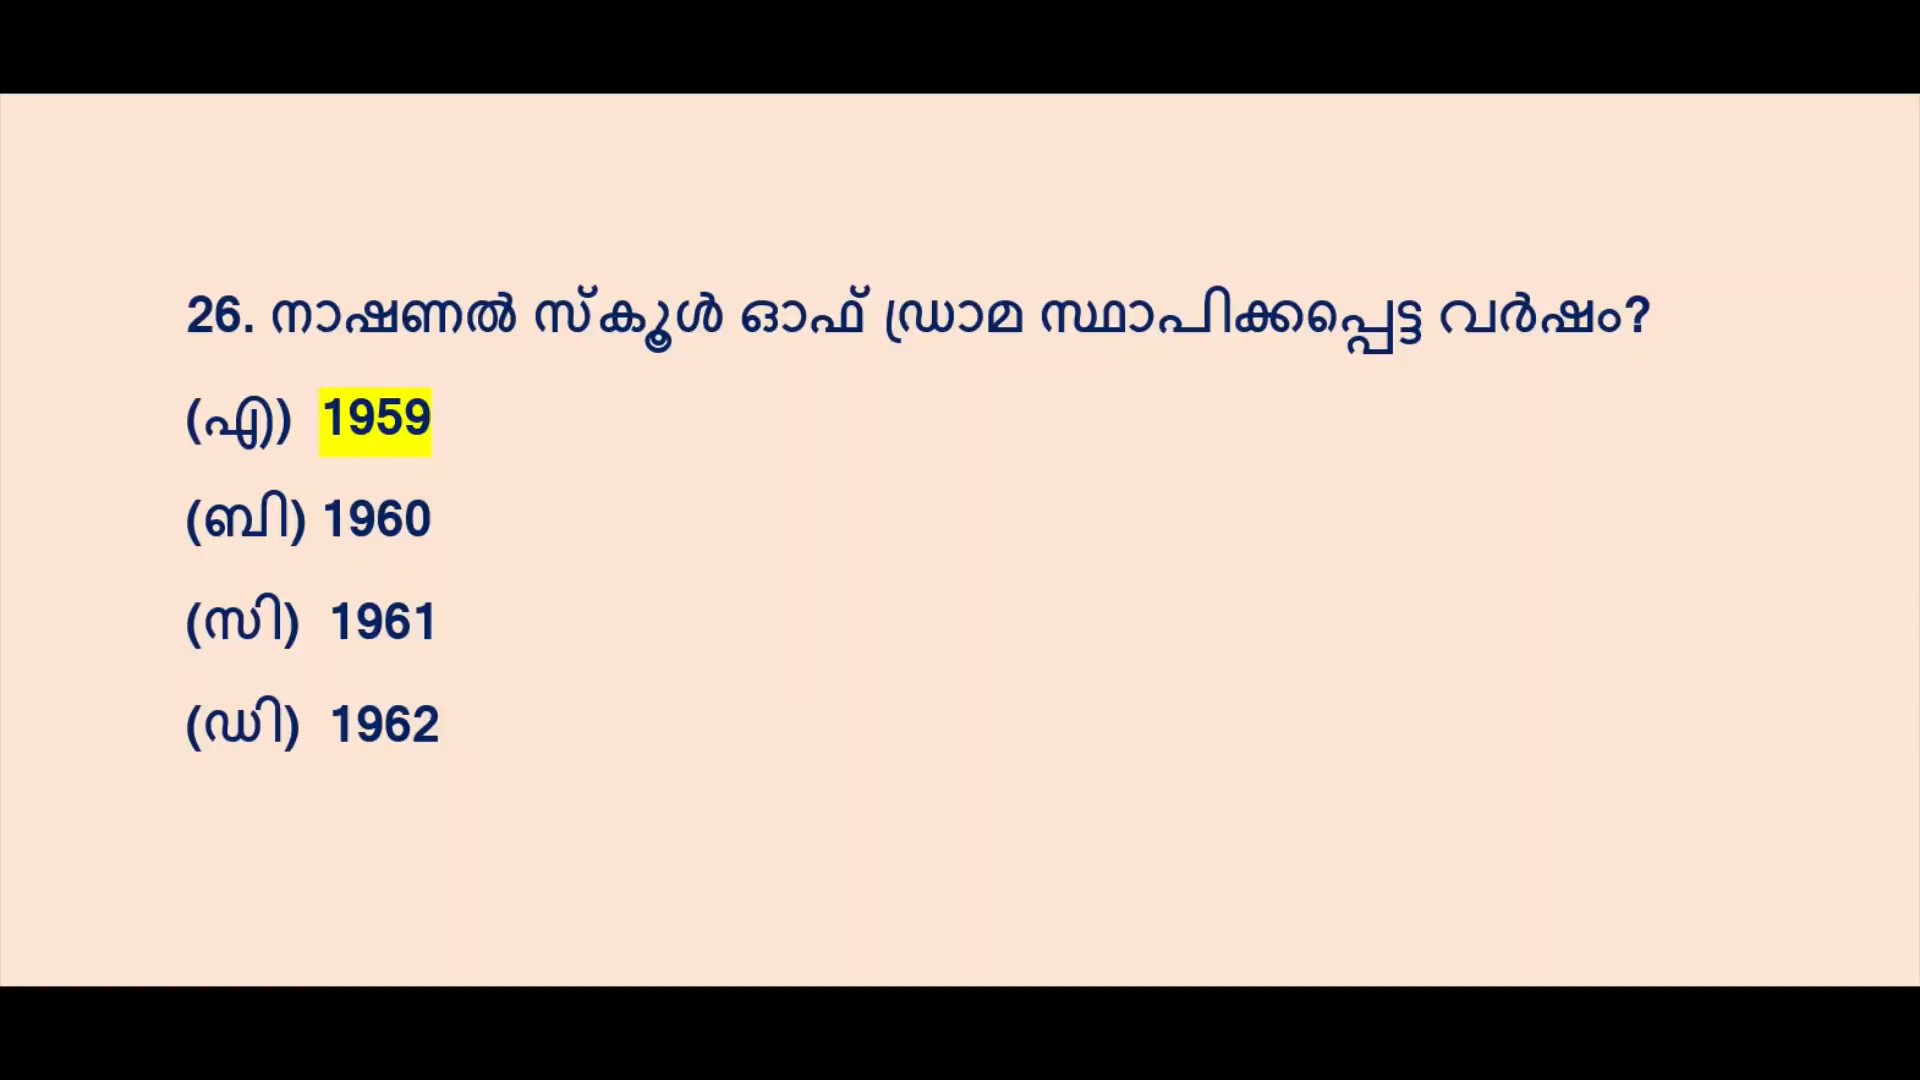 26. നാഷണൽ സ്കൂൾ ഓഫ് ഡ്രാമ സ്ഥാപിക്കപ്പെട്ട വർഷം?
(എ) 1959
(ബി) 1960
(സി) 1961
(ഡി) 1962